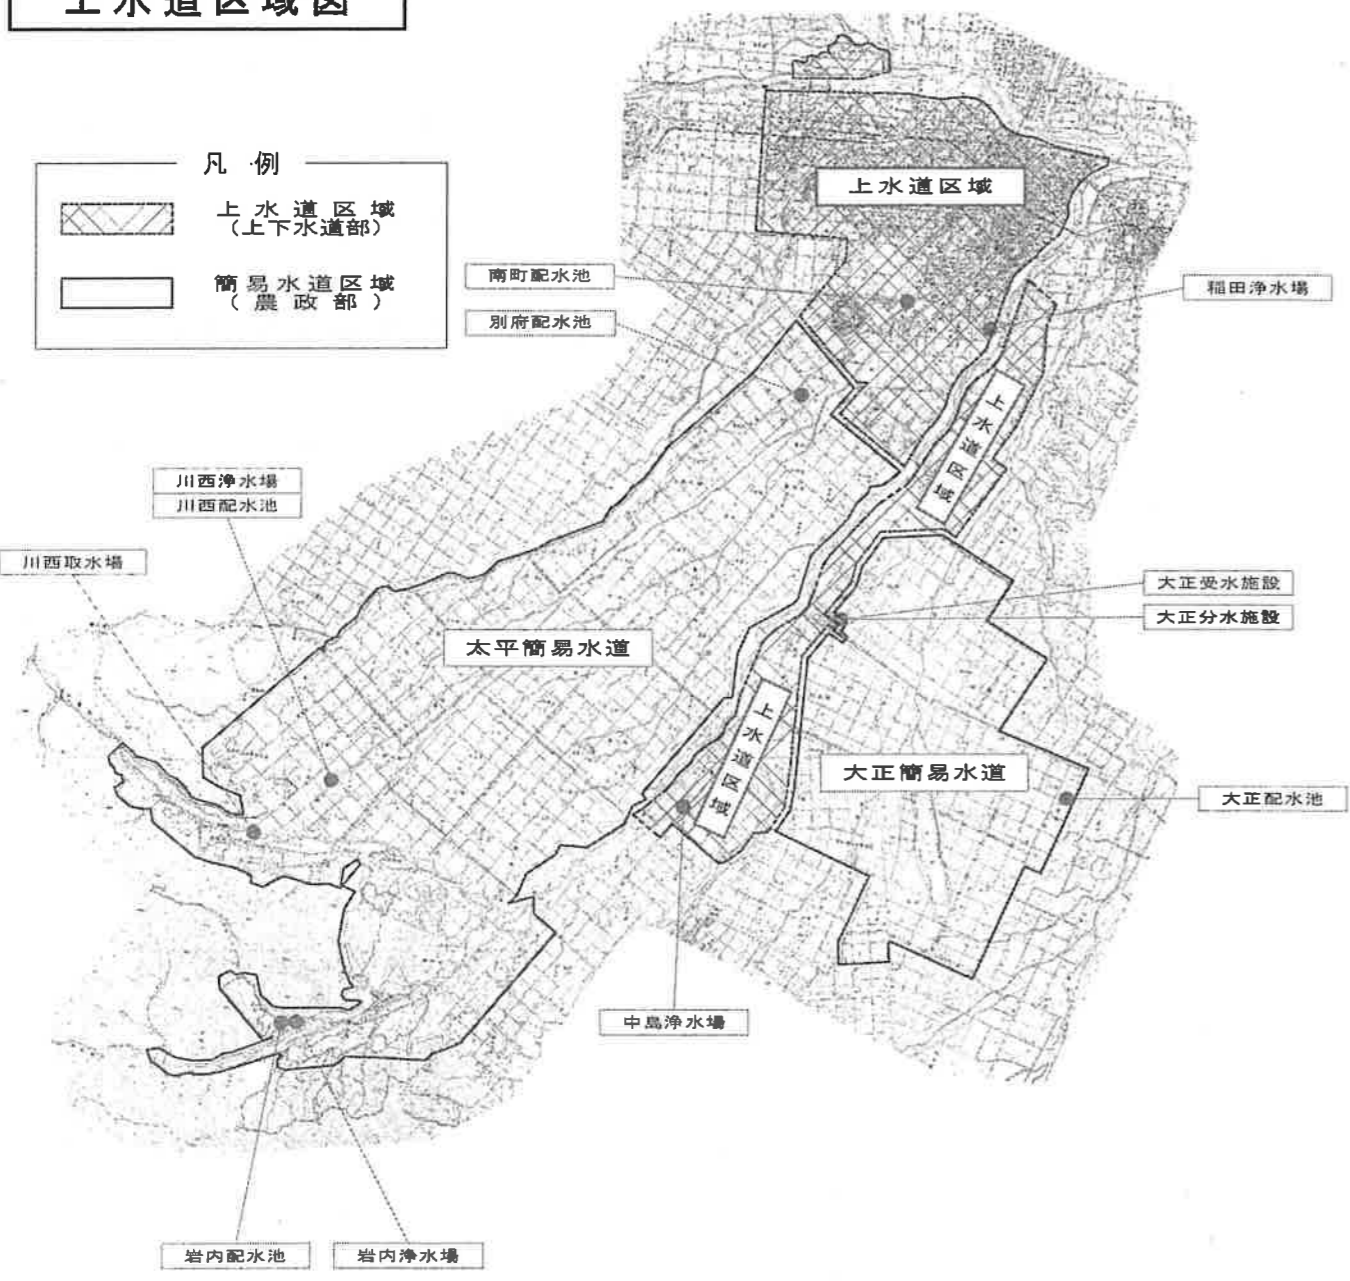 上水道区域図
凡例
上水道区域
（上下水道部）
簡易水道区域
（農政部）
上水道区域
南町配水池
別府配水池
稲田浄水場
上水道区域
川西浄水場
川西配水池
川西取水場
大正受水施設
大正分水施設
太平簡易水道
上水道区域
大正簡易水道
大正配水池
中島浄水場
岩内配水池
岩内浄水場